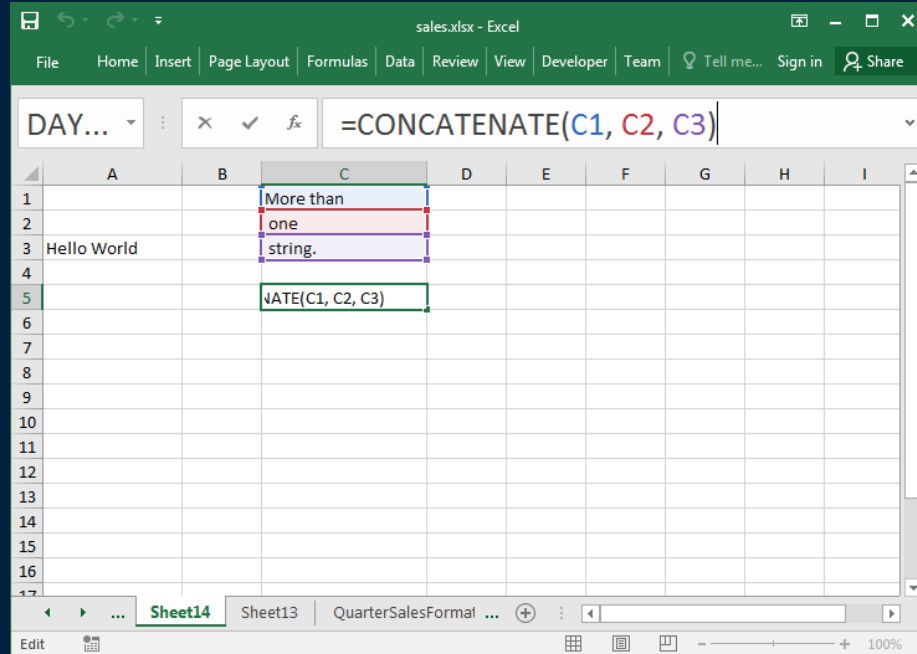 sales.xlsx - Excel
File Home Insert Page Layout Formulas Data Review View Developer Team Tell me... Sign in Share
DAY... fx =CONCATENATE(C1, C2, C3)
A B C D E F G H I
1 More than
2 one
3 Hello World string.
4
5 NATE(C1, C2, C3)
6
7
8
9
10
11
12
13
14
15
16
17
... Sheet14 Sheet13 QuarterSalesFormat ...
Edit 100%